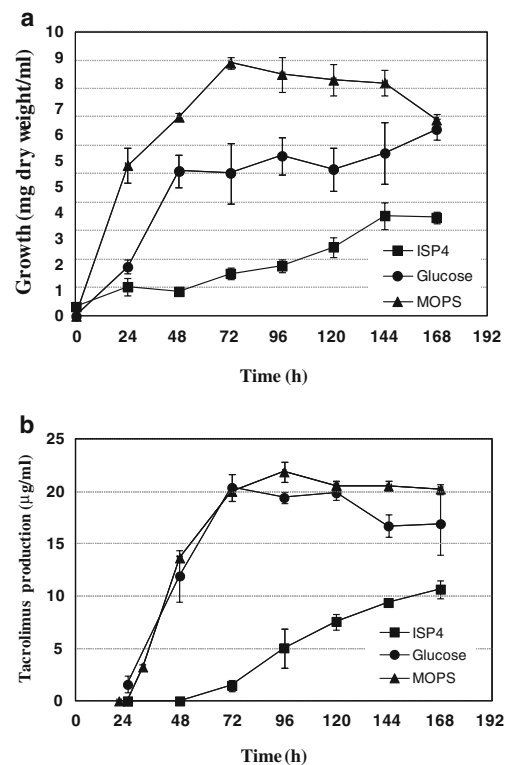 a
10
9
8
7
6
5
4
3
2
1
0
Growth (mg dry weight/ml)
ISP4
Glucose
MOPS
0 24 48 72 96 120 144 168 192
Time (h)
b
25
20
15
10
5
0
Tacrolimus production (µg/ml)
ISP4
Glucose
MOPS
0 24 48 72 96 120 144 168 192
Time (h)